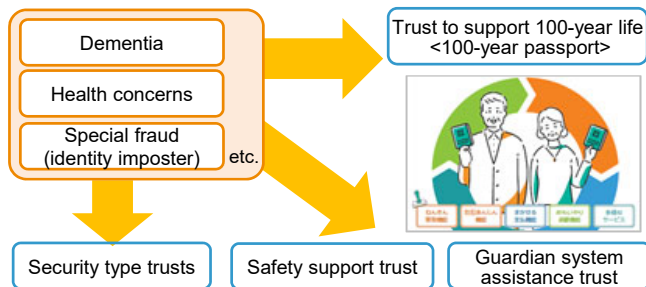 Dementia
Health concerns
Special fraud
(identity imposter)
etc.
Trust to support 100-year life
<100-year passport>
Security type trusts
Safety support trust
Guardian system
assistance trust